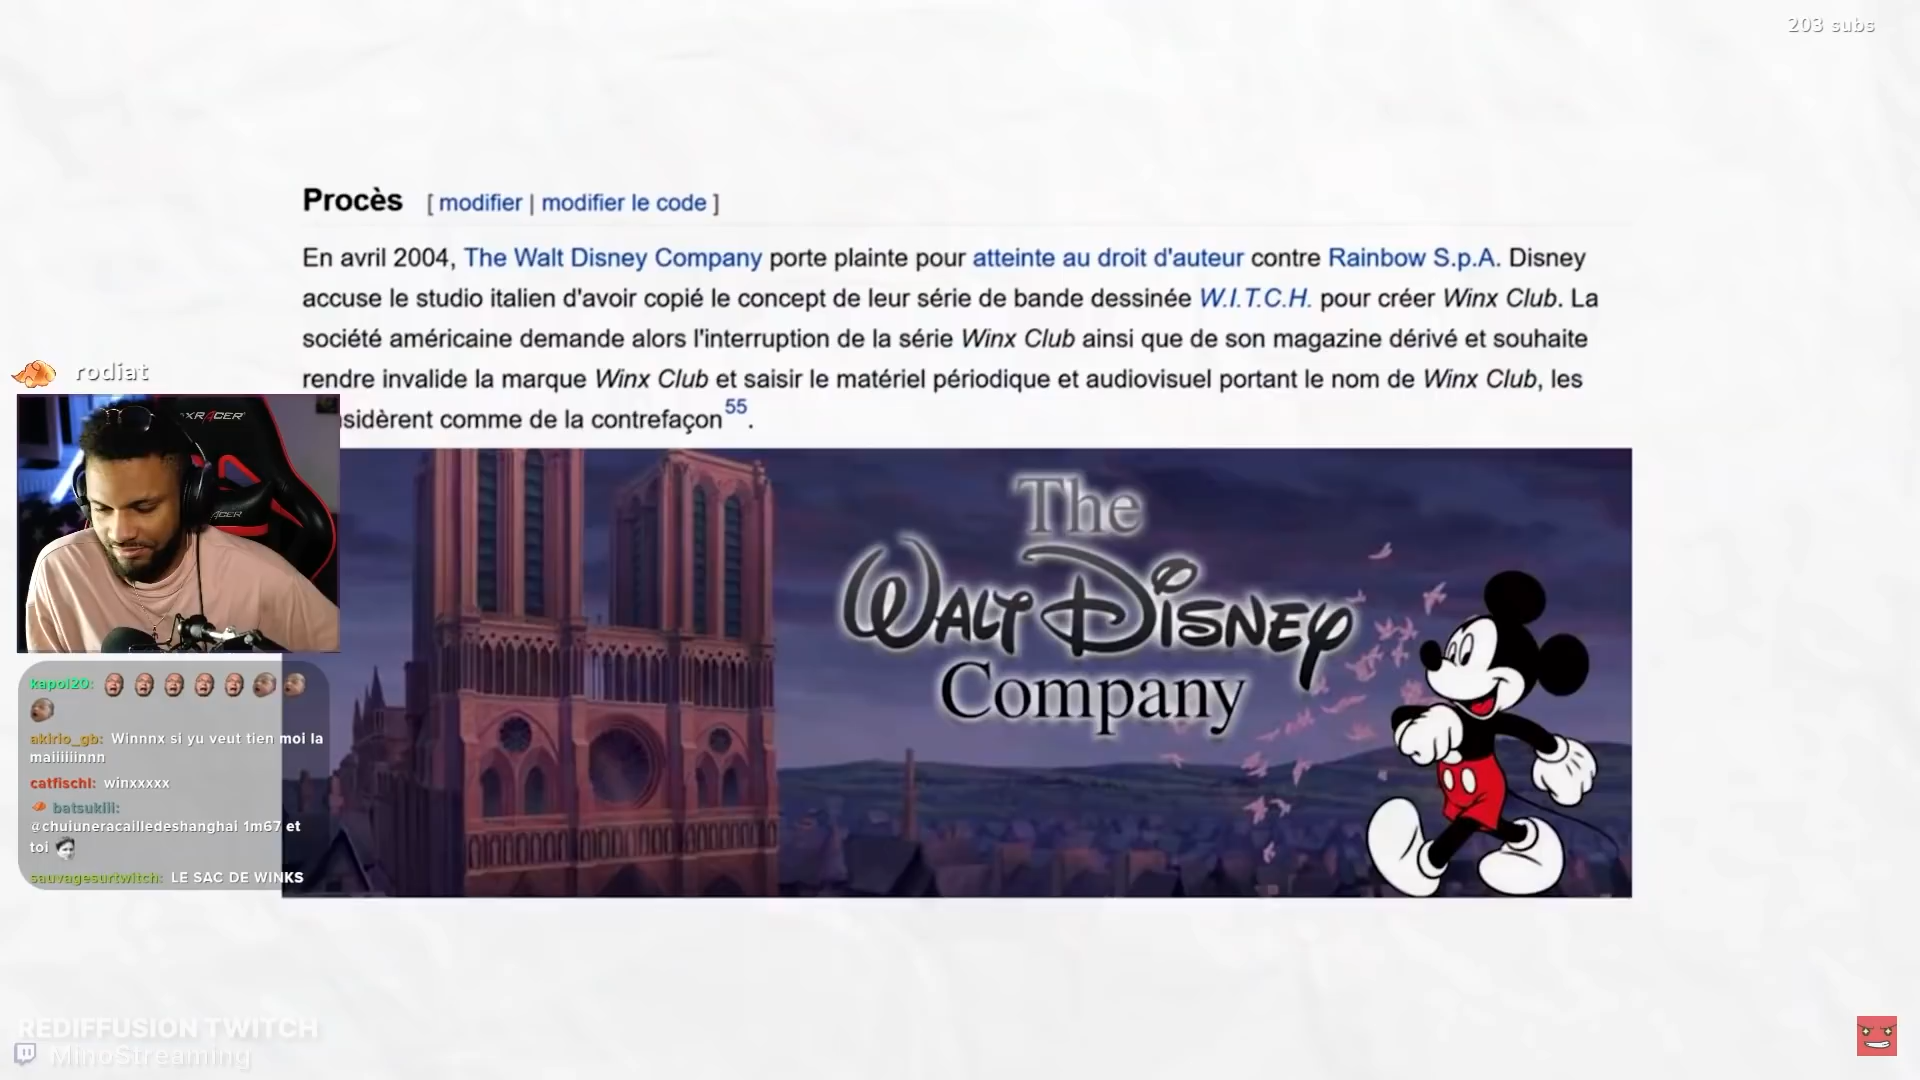 203 subs
Procès [ modifier | modifier le code ]
En avril 2004, The Walt Disney Company porte plainte pour atteinte au droit d'auteur contre Rainbow S.p.A. Disney
accuse le studio italien d'avoir copié le concept de leur série de bande dessinée W.I.T.C.H. pour créer Winx Club. La
société américaine demande alors l'interruption de la série Winx Club ainsi que de son magazine dérivé et souhaite
rendre invalide la marque Winx Club et saisir le matériel périodique et audiovisuel portant le nom de Winx Club, les
sidèrent comme de la contrefaçon55.
rodiat
XRACER
ACER
The
WALT DISNEY
Company
kapol20:
akirlo_gb: Winnnx si yu veut tien moi la
maiiiiiinnn
catfischl: winxxxxx
batsukiii:
@chuiuneracailledeshanghai 1m67 et
toi
sauvagesurtwitch: LE SAC DE WINKS
REDIFFUSION TWITCH
MinoStreaming